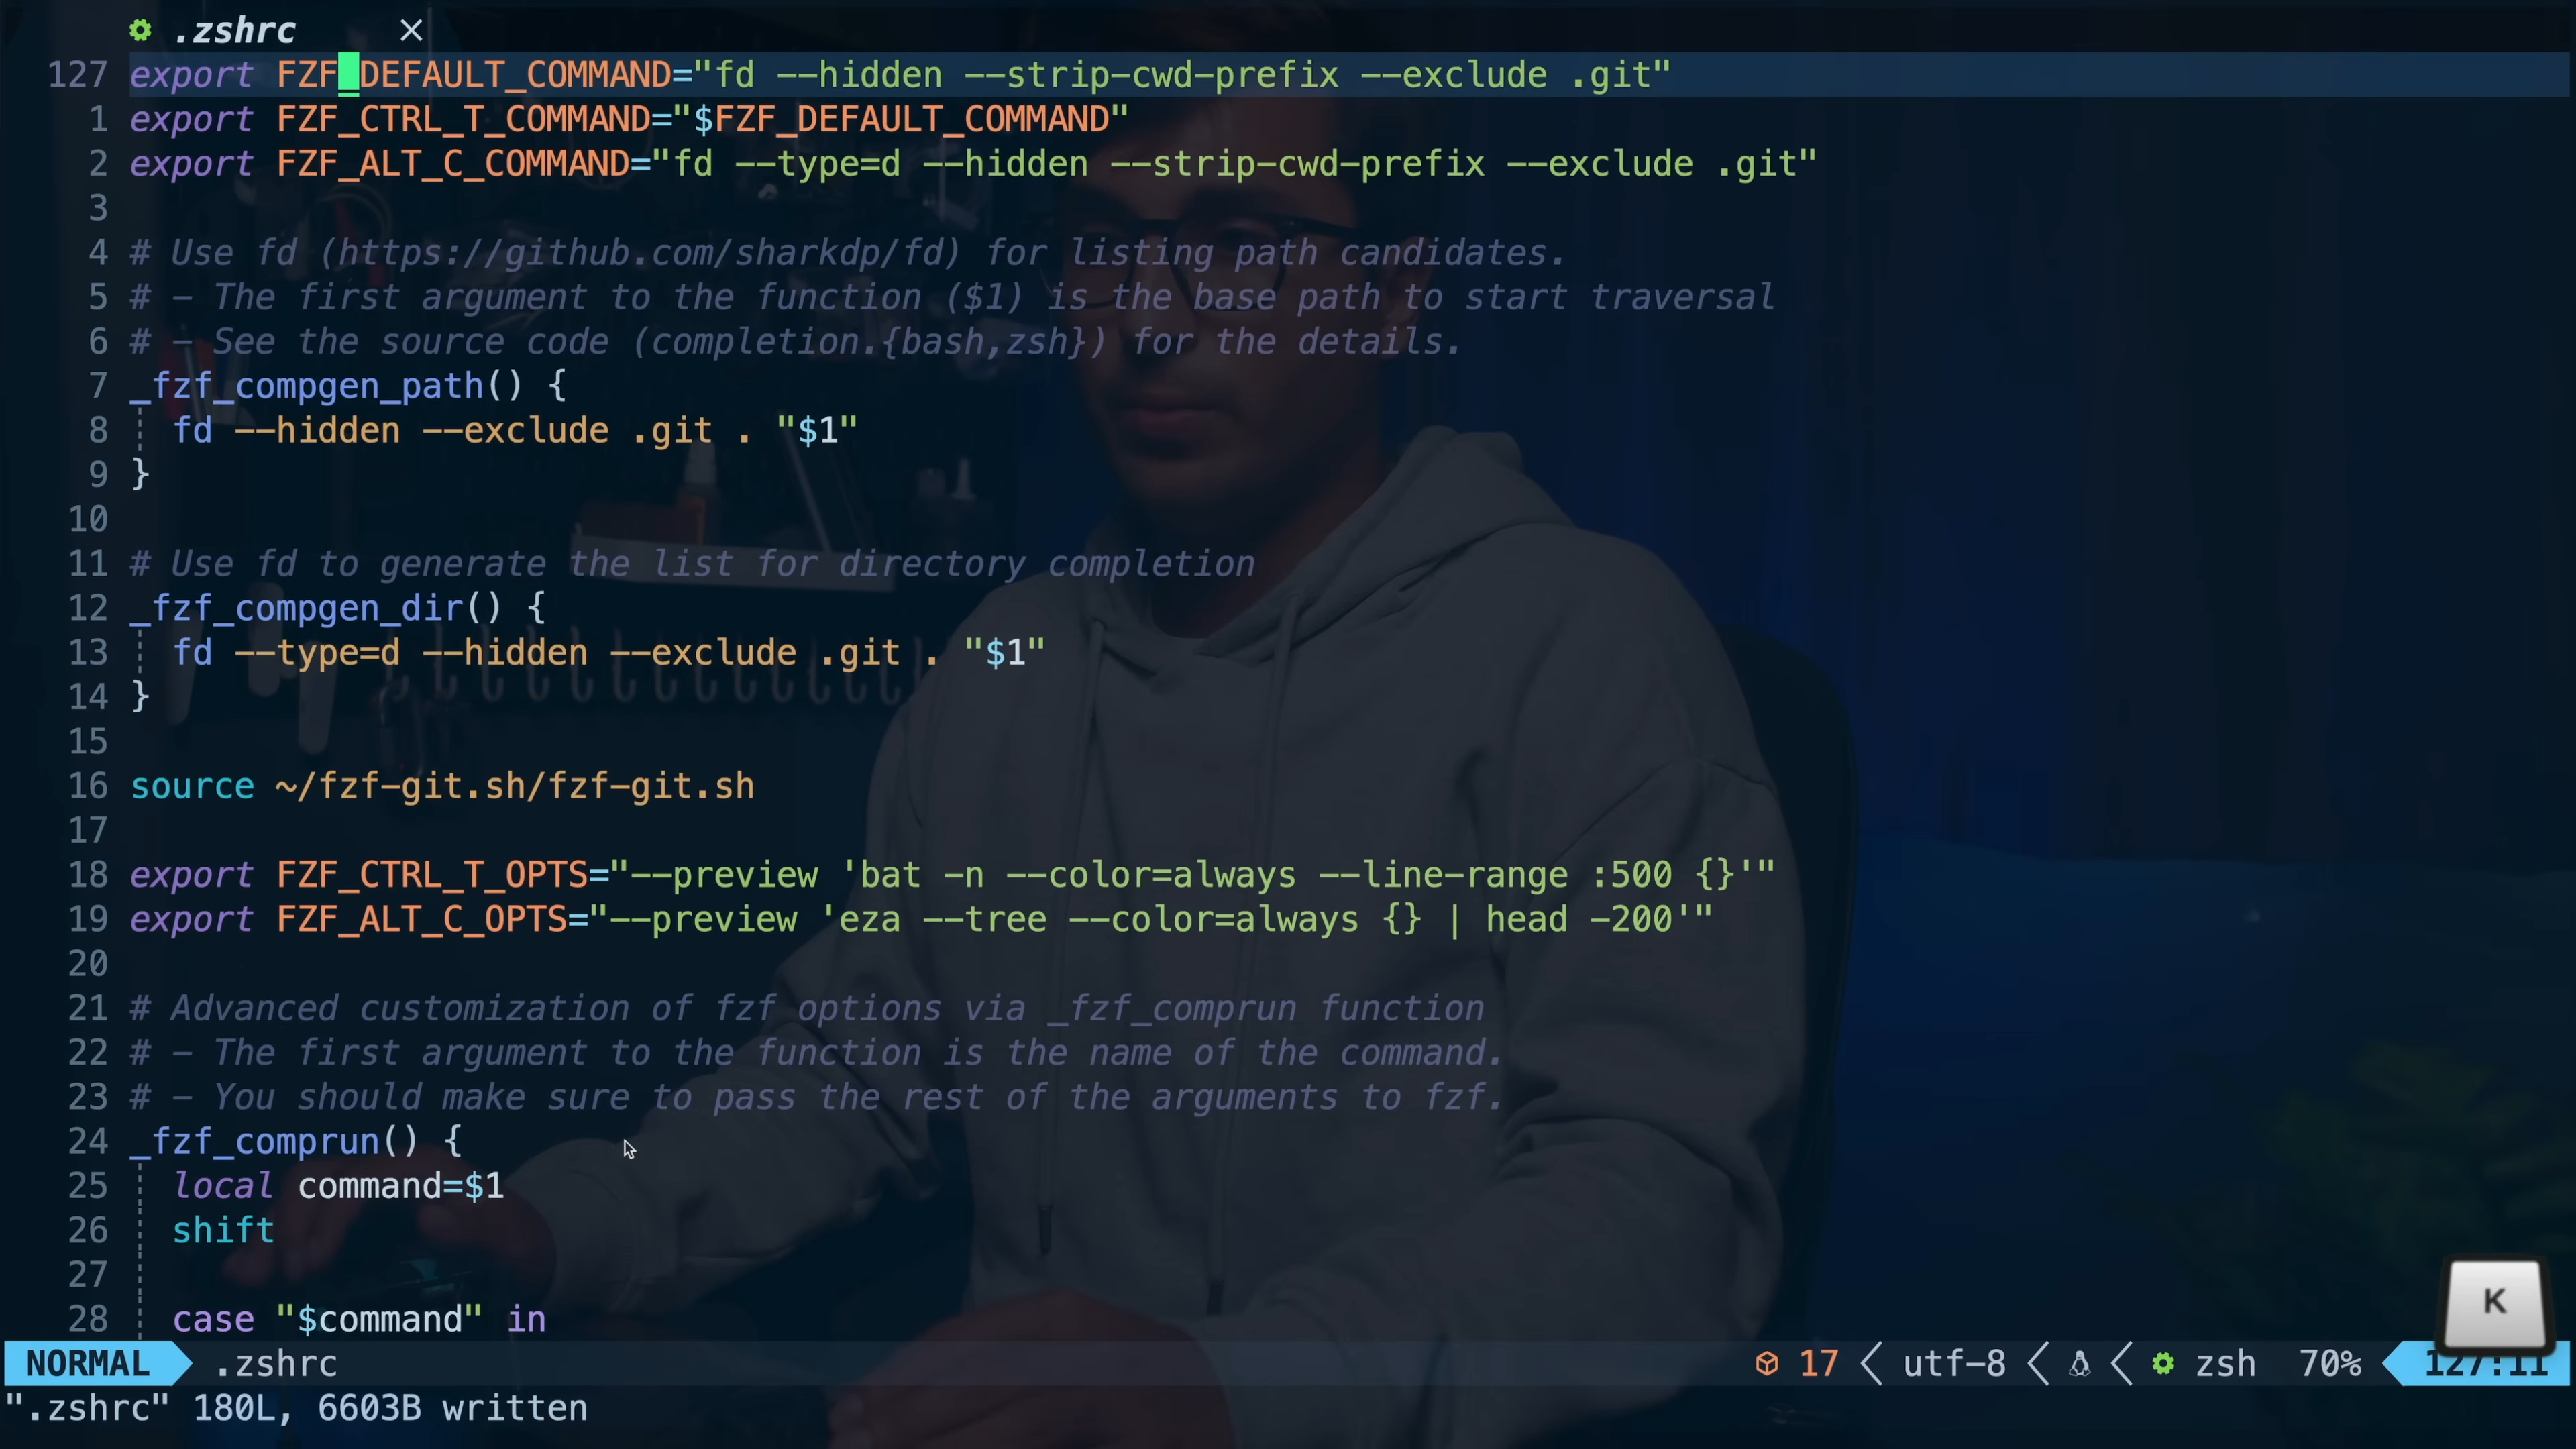 .zshrc ×
127 export FZF_DEFAULT_COMMAND="fd --hidden --strip-cwd-prefix --exclude .git"
1 export FZF_CTRL_T_COMMAND="$FZF_DEFAULT_COMMAND"
2 export FZF_ALT_C_COMMAND="fd --type=d --hidden --strip-cwd-prefix --exclude .git"
3
4 # Use fd (https://github.com/sharkdp/fd) for listing path candidates.
5 # - The first argument to the function ($1) is the base path to start traversal
6 # - See the source code (completion.{bash,zsh}) for the details.
7 _fzf_compgen_path() {
8 fd --hidden --exclude .git . "$1"
9 }
10
11 # Use fd to generate the list for directory completion
12 _fzf_compgen_dir() {
13 fd --type=d --hidden --exclude .git . "$1"
14 }
15
16 source ~/fzf-git.sh/fzf-git.sh
17
18 export FZF_CTRL_T_OPTS="--preview 'bat -n --color=always --line-range :500 {}'"
19 export FZF_ALT_C_OPTS="--preview 'eza --tree --color=always {} | head -200'"
20
21 # Advanced customization of fzf options via _fzf_comprun function
22 # - The first argument to the function is the name of the command.
23 # - You should make sure to pass the rest of the arguments to fzf.
24 _fzf_comprun() {
25 local command=$1
26 shift
27
28 case "$command" in
K
NORMAL .zshrc 17 utf-8 zsh 70% 127:11
".zshrc" 180L, 6603B written